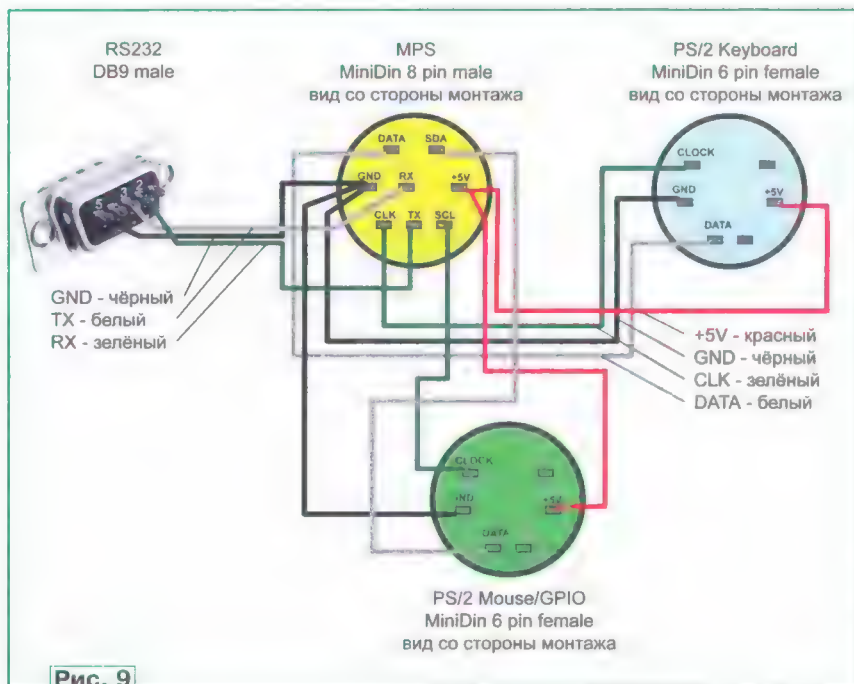 RS232
DB9 male
MPS
MiniDin 8 pin male
вид со стороны монтажа
PS/2 Keyboard
MiniDin 6 pin female
вид со стороны монтажа
DATA SDA
GND RX +5V
CLK TX SCL
CLOCK
GND +5V
DATA
5 3 2
GND - чёрный
TX - белый
RX - зелёный
+5V - красный
GND - чёрный
CLK - зелёный
DATA - белый
CLOCK
GND +5V
DATA
PS/2 Mouse/GPIO
MiniDin 6 pin female
вид со стороны монтажа
Рис. 9